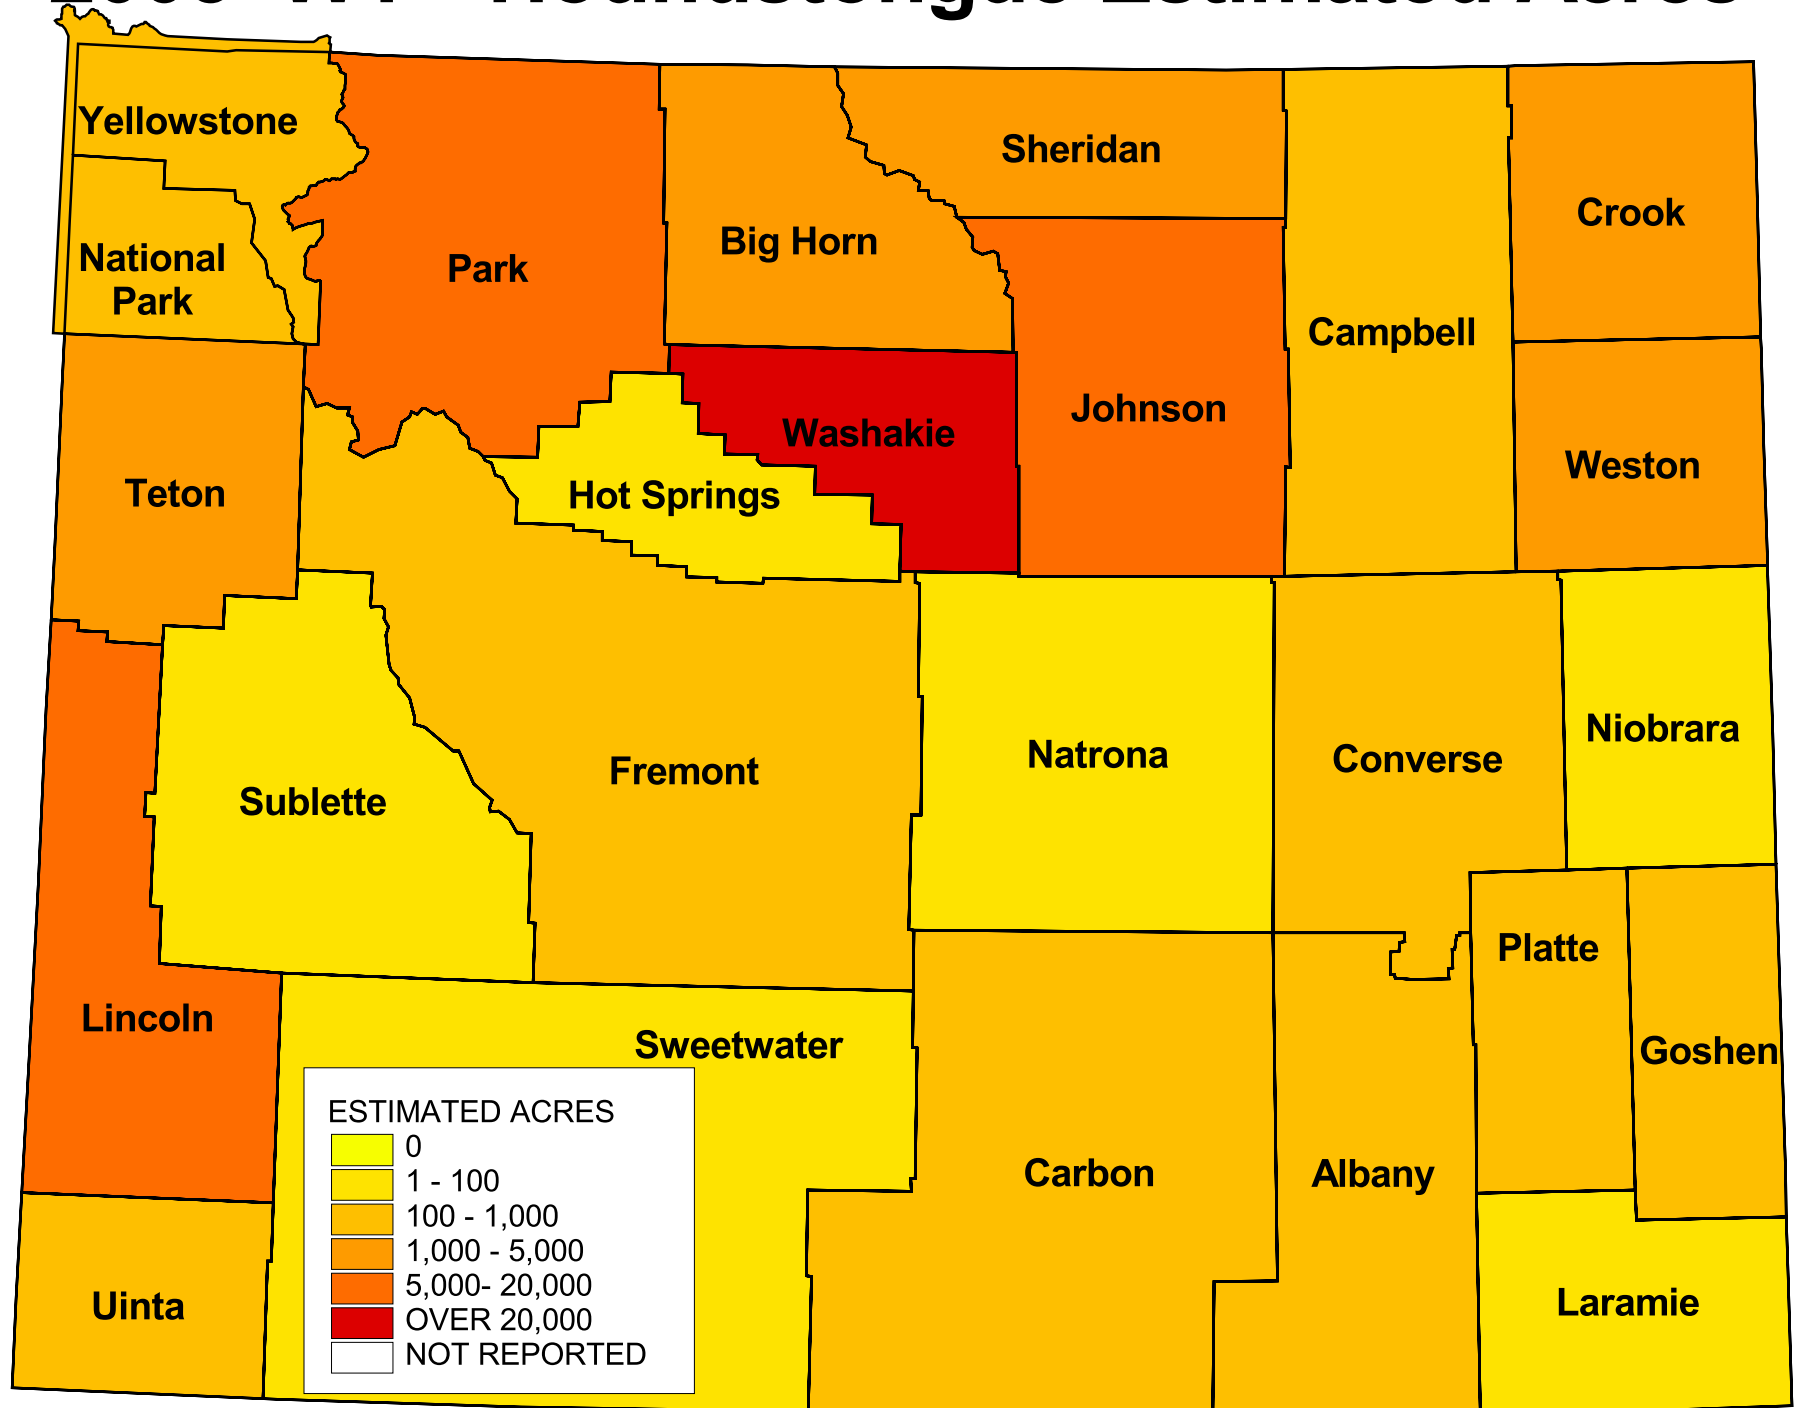 Estimated Acres
Yellowstone
National
Park
Park
Big Horn
Sheridan
Crook
Campbell
Johnson
Washakie
Hot Springs
Weston
Teton
Sublette
Fremont
Natrona
Converse
Niobrara
Platte
Goshen
Lincoln
Sweetwater
Carbon
Albany
Laramie
Uinta
ESTIMATED ACRES
0
1 - 100
100 - 1,000
1,000 - 5,000
5,000- 20,000
OVER 20,000
NOT REPORTED